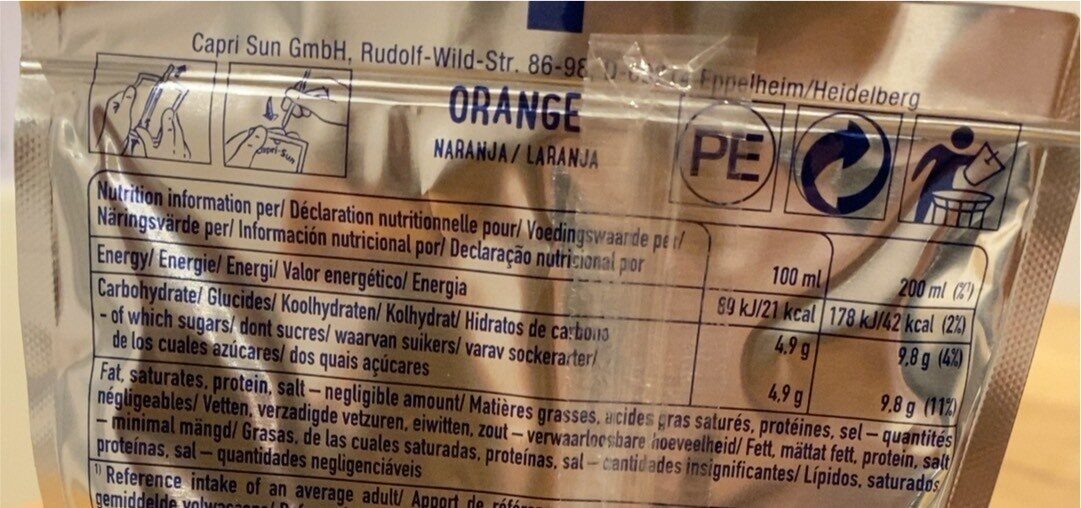 Capri Sun GmbH, Rudolf-Wild-Str. 86-98, Eppelheim/Heidelberg
Capri-Sun
ORANGE
NARANJA/ LARANJA
PE
Nutrition information per/ Déclaration nutritionnelle pour/ Voedingswaarde per/
Näringsvärde per/ Información nutricional por/ Declaração nutricional por
100 ml
200 ml (%¹⁾)
Energy/ Energie/ Energi/ Valor energético/ Energia
89 kJ/21 kcal
178 kJ/42 kcal (2%)
Carbohydrate/ Glucides/ Koolhydraten/ Kolhydrat/ Hidratos de carbono
4,9 g
9,8 g (4%)
- of which sugars/ dont sucres/ waarvan suikers/ varav sockerarter/
de los cuales azúcares/ dos quais açúcares
4,9 g
9,8 g (11%)
Fat, saturates, protein, salt – negligible amount/ Matières grasses, acides gras saturés, protéines, sel – quantités
négligeables/ Vetten, verzadigde vetzuren, eiwitten, zout – verwaarloosbare hoeveelheid/ Fett, mättat fett, protein, salt
– minimal mängd/ Grasas, de las cuales saturadas, proteínas, sal – cantidades insignificantes/ Lípidos, saturados,
proteínas, sal – quantidades negligenciáveis
¹⁾ Reference intake of an average adult/ Apport de
gemiddelde